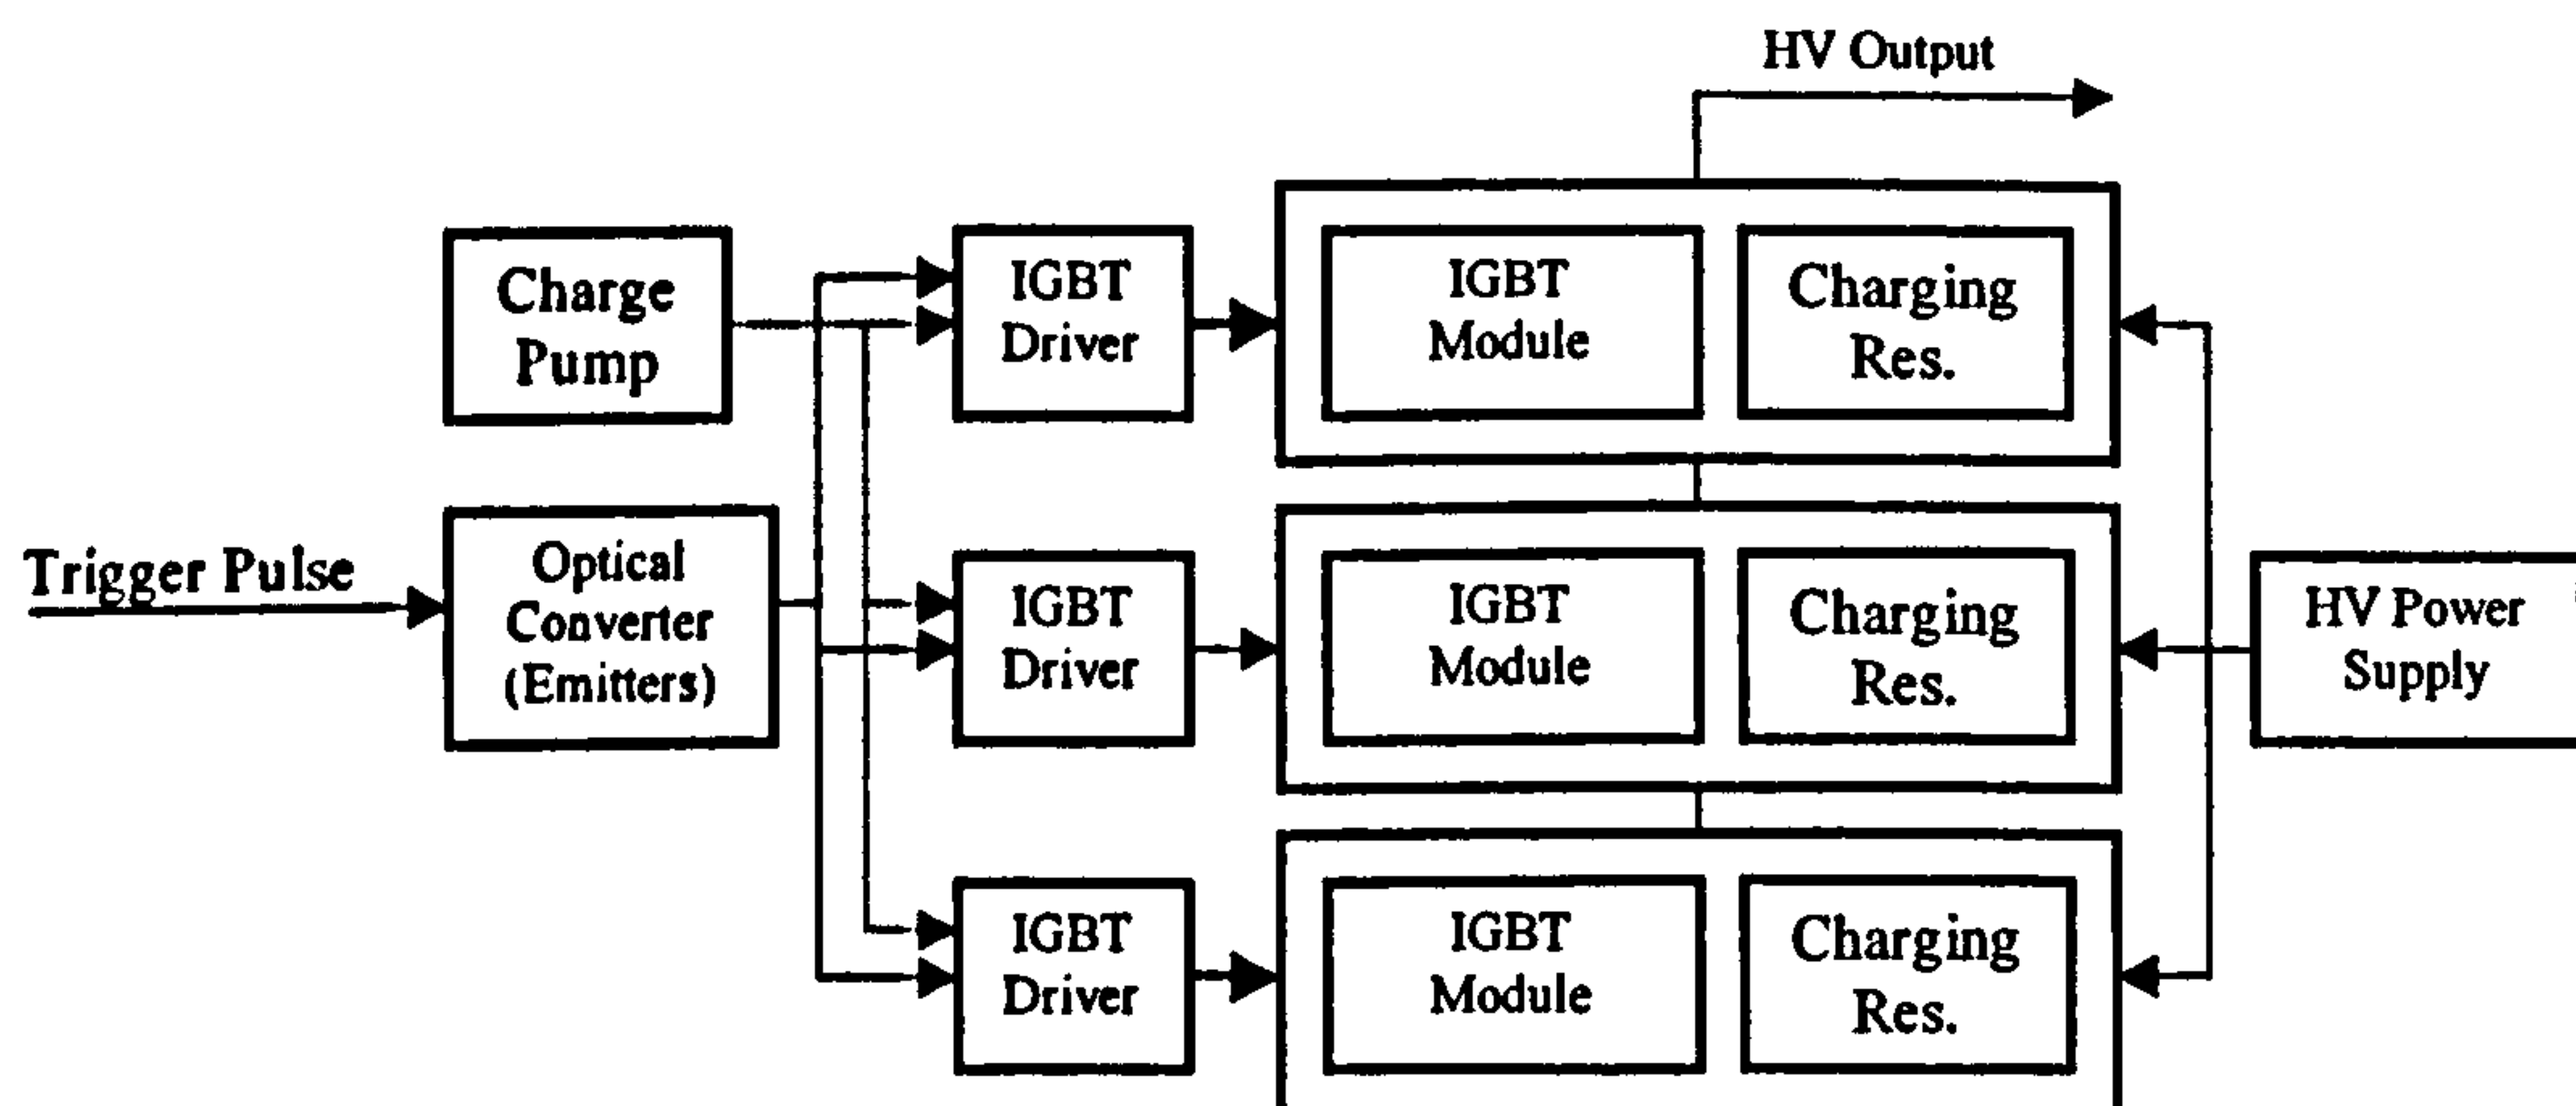 HV Output
Charge
Pump
IGBT
Driver
IGBT
Module
Charging
Res.
Trigger Pulse
Optical
Converter
(Emitters)
IGBT
Driver
IGBT
Module
Charging
Res.
HV Power
Supply
IGBT
Driver
IGBT
Module
Charging
Res.